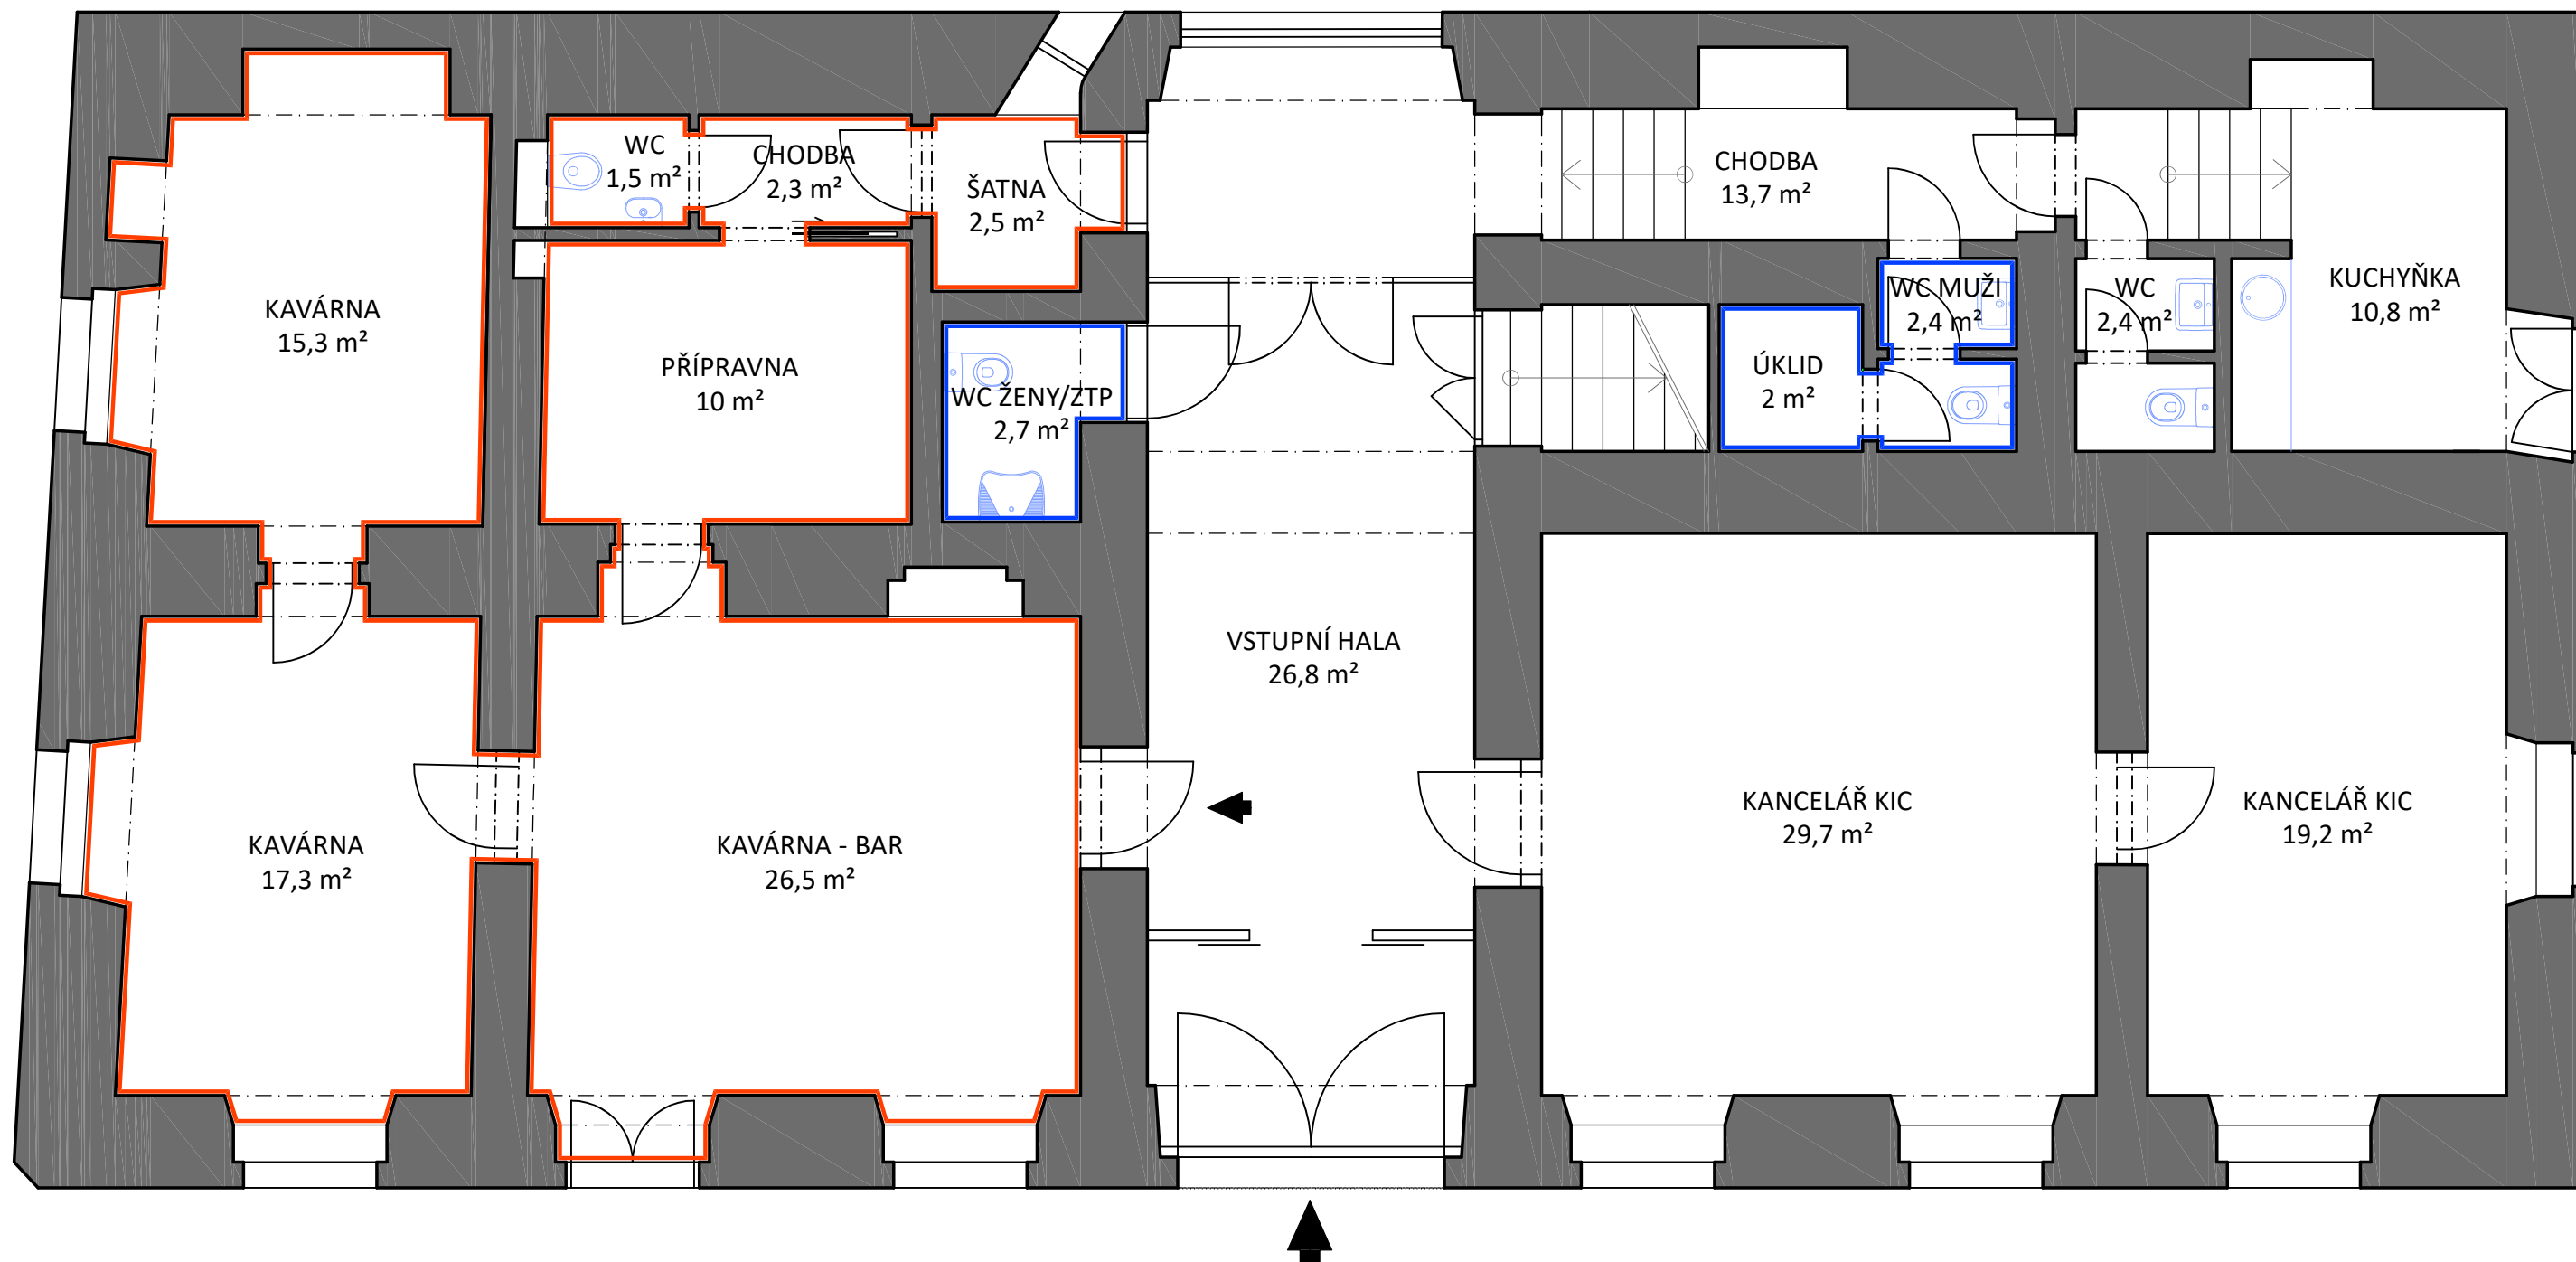 WC
1,5 m²
CHODBA
2,3 m²
ŠATNA
2,5 m²
CHODBA
13,7 m²
KAVÁRNA
15,3 m²
PŘÍPRAVNA
10 m²
WC ŽENY/ZTP
2,7 m²
ÚKLID
2 m²
WC MUŽI
2,4 m²
WC
2,4 m²
KUCHYŇKA
10,8 m²
VSTUPNÍ HALA
26,8 m²
KAVÁRNA
17,3 m²
KAVÁRNA - BAR
26,5 m²
KANCELÁŘ KIC
29,7 m²
KANCELÁŘ KIC
19,2 m²